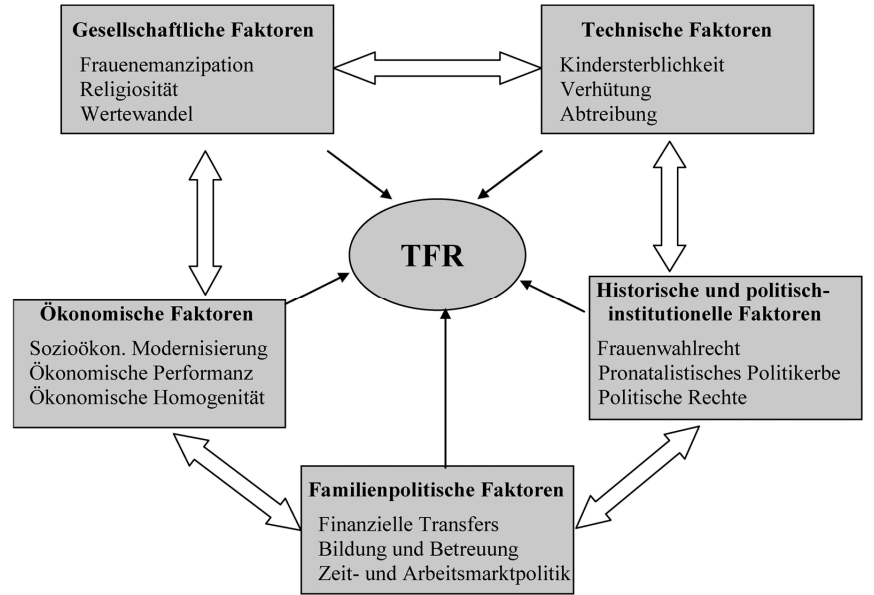 Gesellschaftliche Faktoren
Frauenemanzipation
Religiosität
Wertewandel
Technische Faktoren
Kindersterblichkeit
Verhütung
Abtreibung
TFR
Ökonomische Faktoren
Sozioökon. Modernisierung
Ökonomische Performanz
Ökonomische Homogenität
Historische und politisch-
institutionelle Faktoren
Frauenwahlrecht
Pronatalistisches Politikerbe
Politische Rechte
Familienpolitische Faktoren
Finanzielle Transfers
Bildung und Betreuung
Zeit- und Arbeitsmarktpolitik